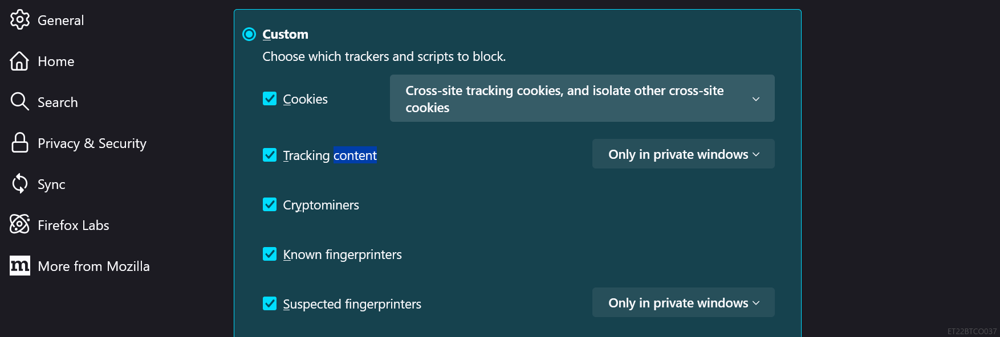 General
Home
Search
Privacy & Security
Sync
Firefox Labs
m More from Mozilla
Custom
Choose which trackers and scripts to block.
Cookies
Cross-site tracking cookies, and isolate other cross-site
cookies
Tracking content
Only in private windows
Cryptominers
Known fingerprinters
Suspected fingerprinters
Only in private windows
ET22BTCO037